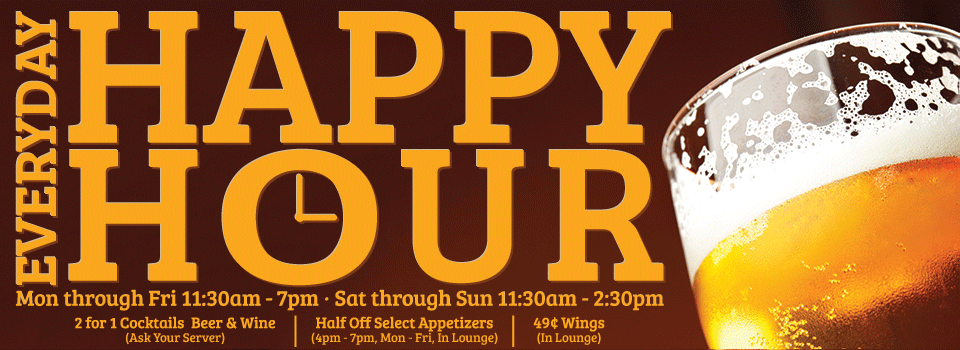 EVERYDAY
HAPPY
HOUR
Mon through Fri 11:30am - 7pm · Sat through Sun 11:30am - 2:30pm
2 for 1 Cocktails Beer & Wine | Half Off Select Appetizers | 49¢ Wings
(Ask Your Server) (4pm - 7pm, Mon - Fri, In Lounge) (In Lounge)